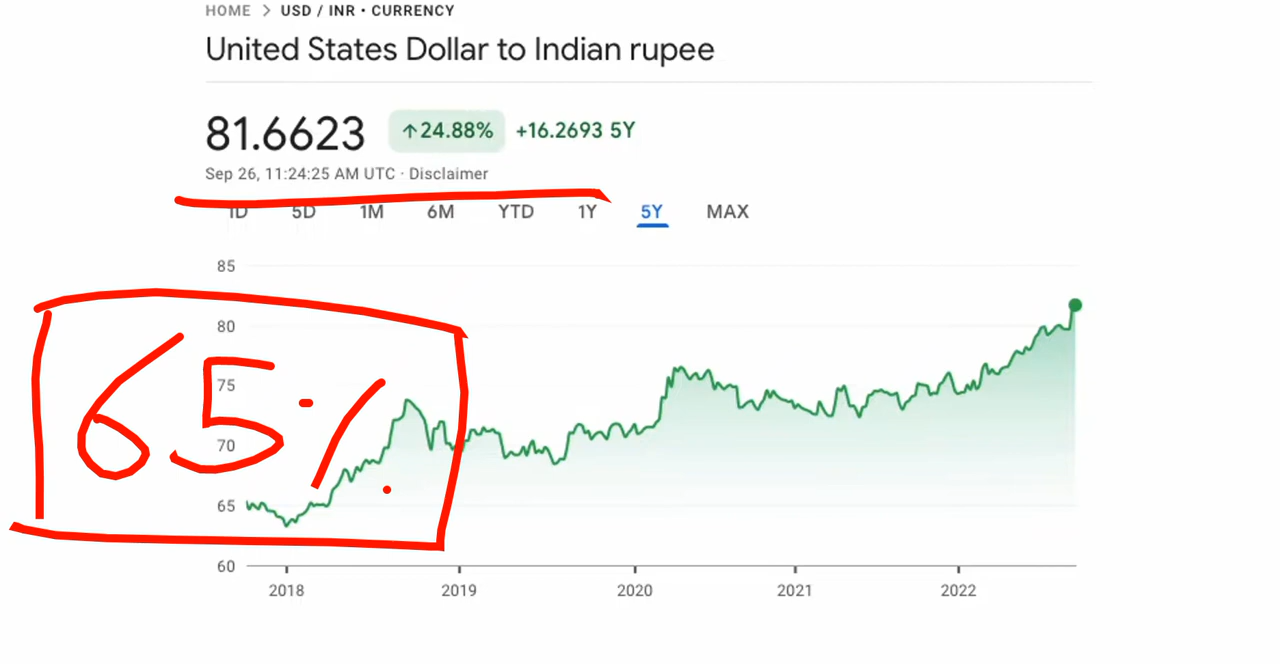 HOME > USD / INR • CURRENCY
United States Dollar to Indian rupee
81.6623 ↑24.88% +16.2693 5Y
Sep 26, 11:24:25 AM UTC · Disclaimer
1D 5D 1M 6M YTD 1Y 5Y MAX
85
80
65%
75
70
65
60
2018 2019 2020 2021 2022